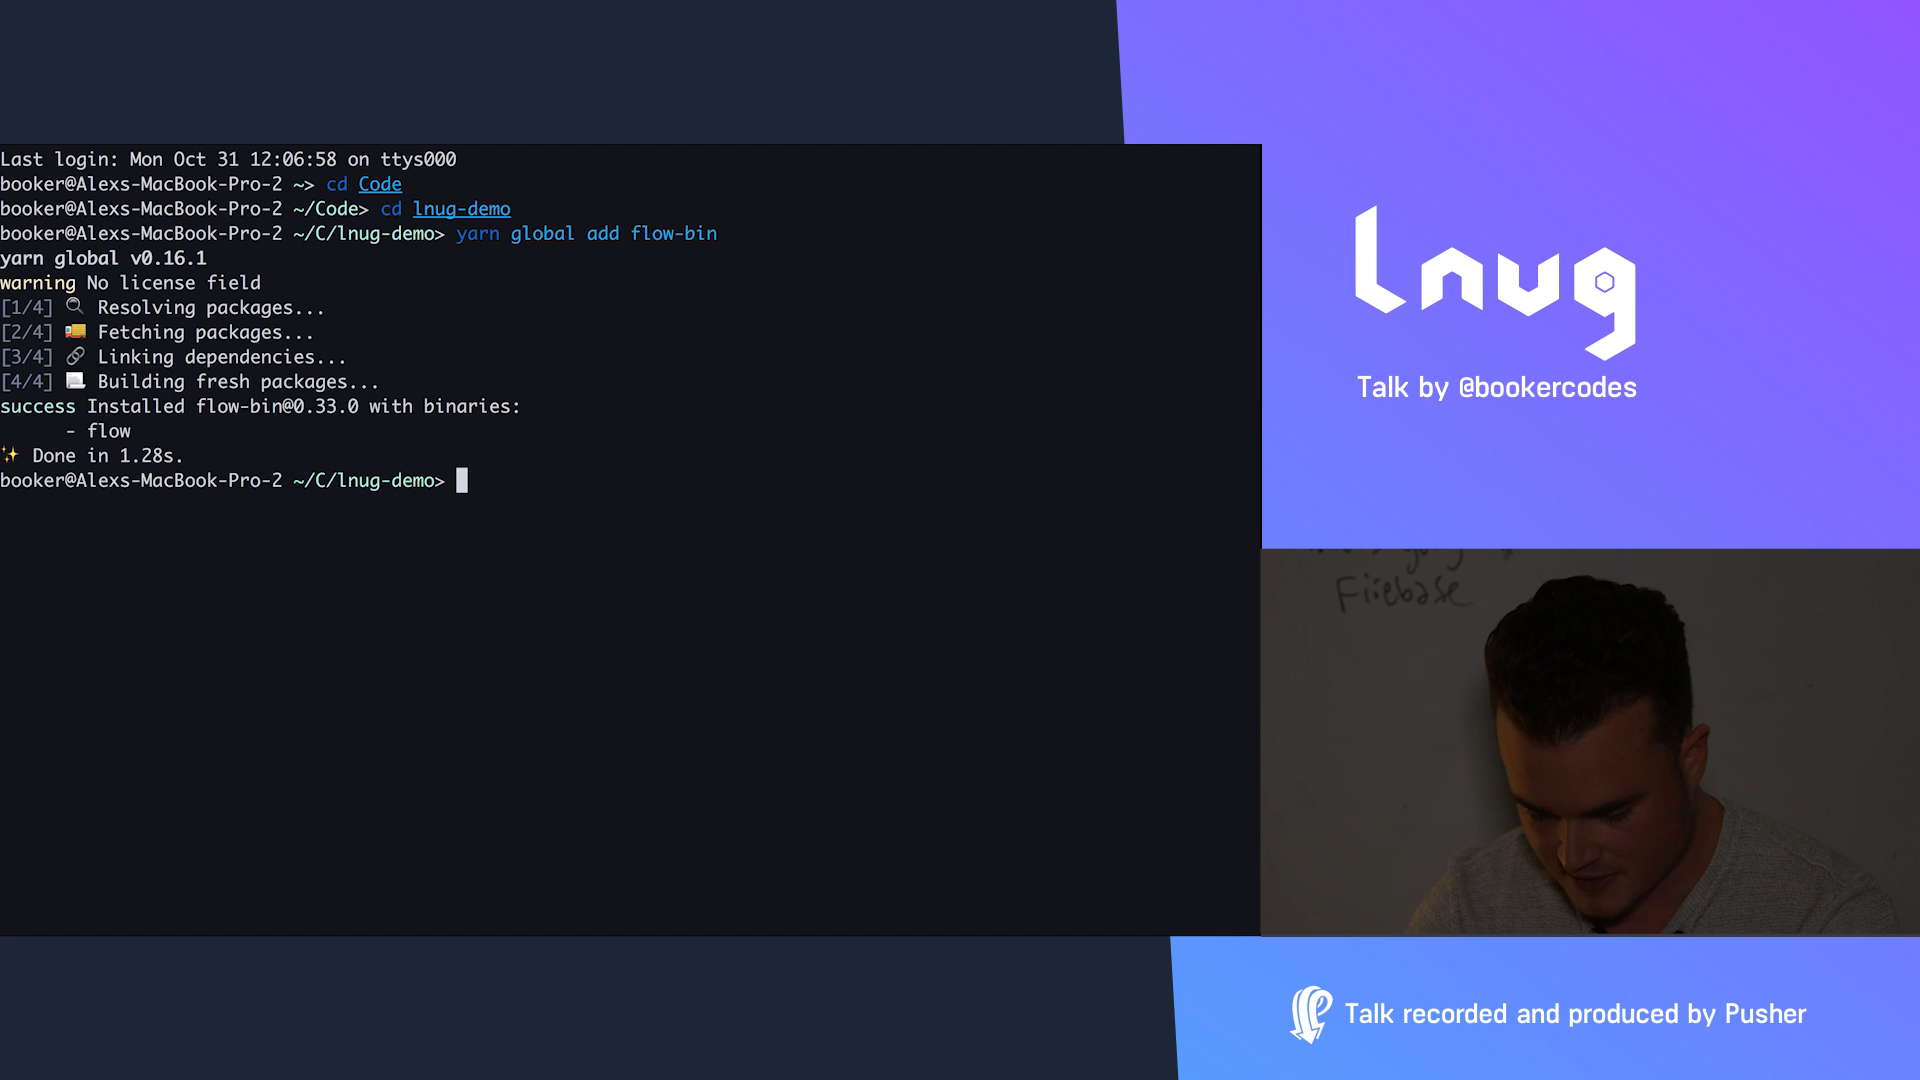 Last login: Mon Oct 31 12:06:58 on ttys000
booker@Alexs-MacBook-Pro-2 ~> cd Code
booker@Alexs-MacBook-Pro-2 ~/Code> cd lnug-demo
booker@Alexs-MacBook-Pro-2 ~/C/lnug-demo> yarn global add flow-bin
yarn global v0.16.1
warning No license field
[1/4] 🔍 Resolving packages...
[2/4] 🚚 Fetching packages...
[3/4] 🔗 Linking dependencies...
[4/4] 📃 Building fresh packages...
success Installed flow-bin@0.33.0 with binaries:
      - flow
✨ Done in 1.28s.
booker@Alexs-MacBook-Pro-2 ~/C/lnug-demo>
lnug
Talk by @bookercodes
Firebase
Talk recorded and produced by Pusher